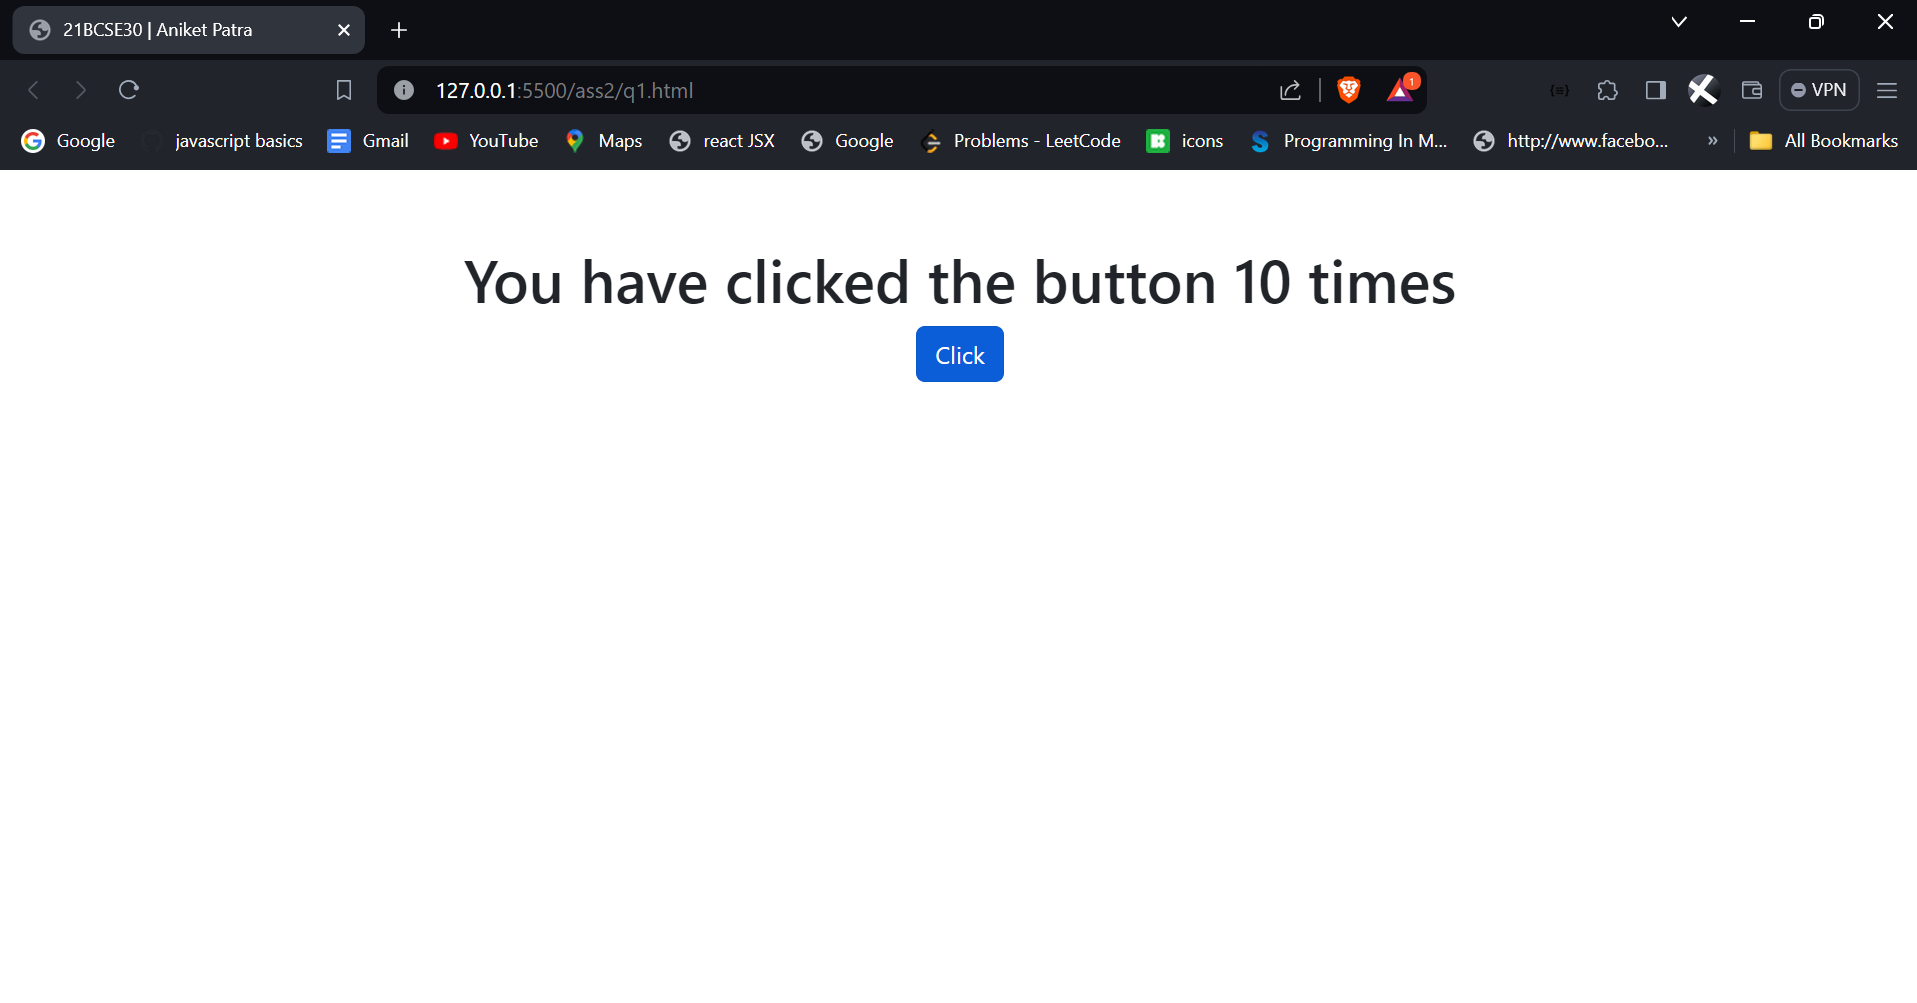 21BCSE30 | Aniket Patra
127.0.0.1:5500/ass2/q1.html
1
VPN
Google javascript basics Gmail YouTube Maps react JSX Google Problems - LeetCode icons Programming In M... http://www.facebo... » All Bookmarks
You have clicked the button 10 times
Click